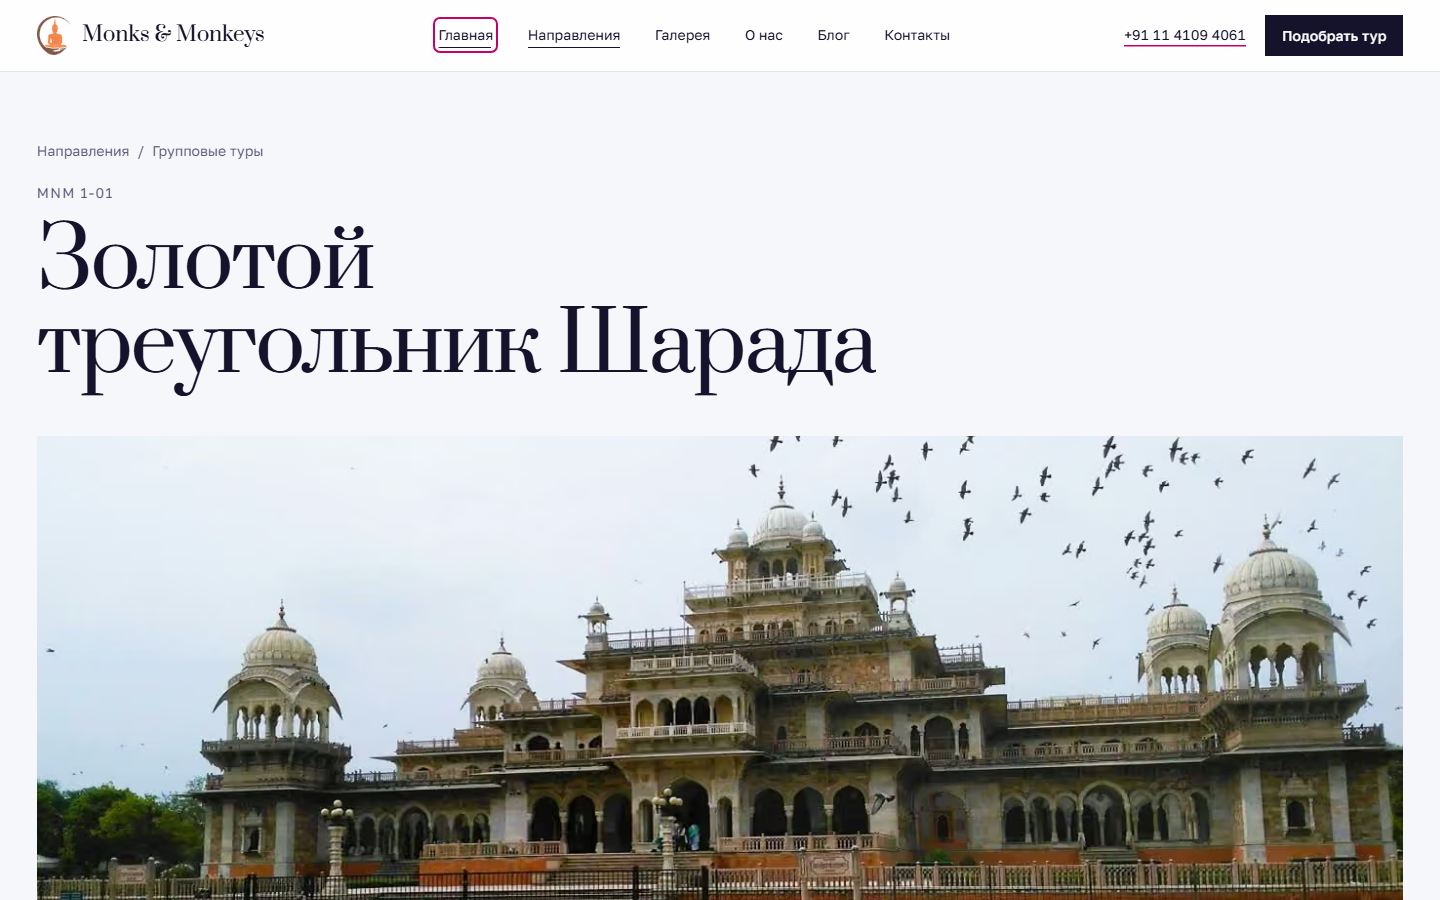 Monks & Monkeys
Главная
Направления
Галерея
О нас
Блог
Контакты
+91 11 4109 4061
Подобрать тур
Направления / Групповые туры
MNM 1-01
Золотой
треугольник Шарада